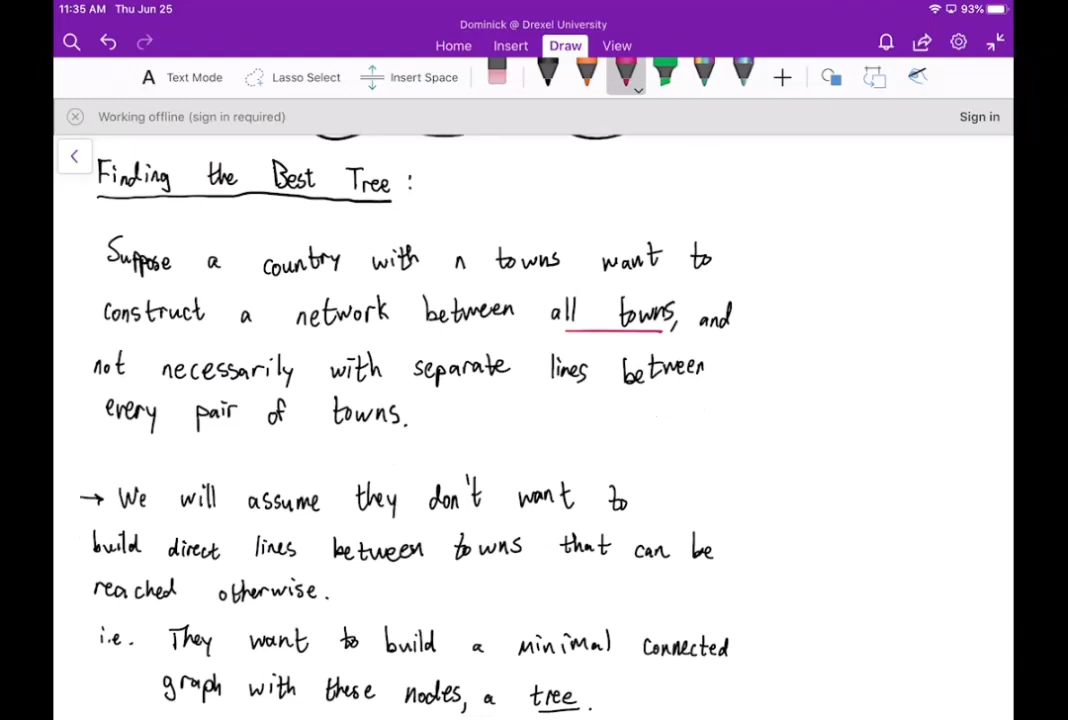 11:35 AM Thu Jun 25
93%
Dominick @ Drexel University
Home Insert Draw View
A Text Mode Lasso Select Insert Space
Working offline (sign in required) Sign in
Finding the Best Tree :
Suppose a country with n towns want to
construct a network between all towns, and
not necessarily with separate lines between
every pair of towns.
→ We will assume they don't want to
build direct lines between towns that can be
reached otherwise.
i.e. They want to build a minimal connected
graph with these nodes, a tree.